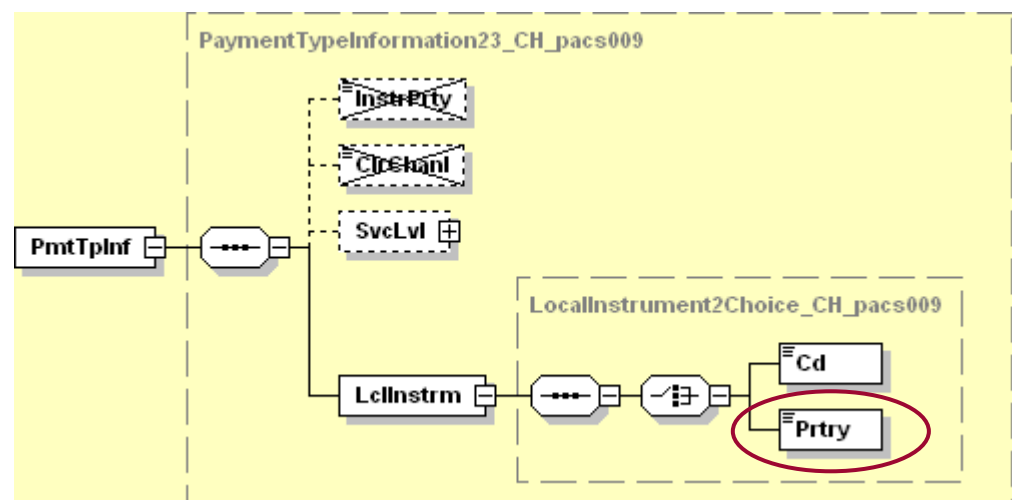 PaymentTypeInformation23_CH_pacs009
InstrPrty
ClrChanl
SvcLvl
PmtTpInf
LocalInstrument2Choice_CH_pacs009
Cd
LclInstrm
Prtry